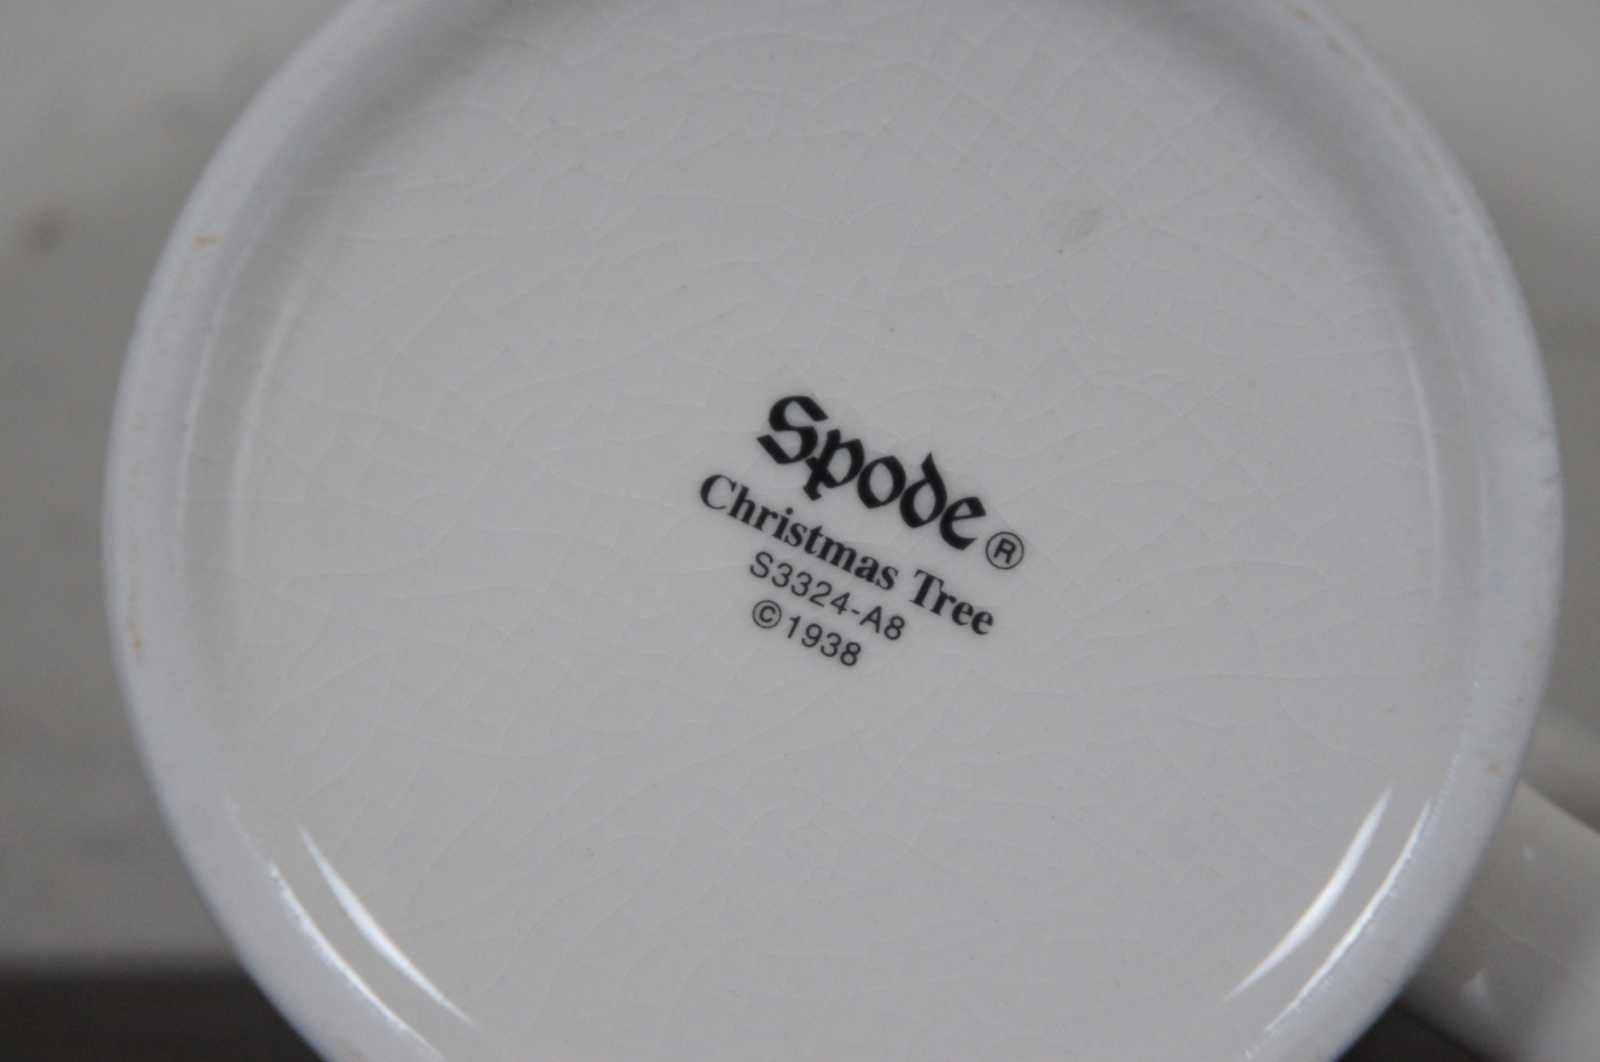 Spode®
Christmas Tree
S3324-A8
©1938